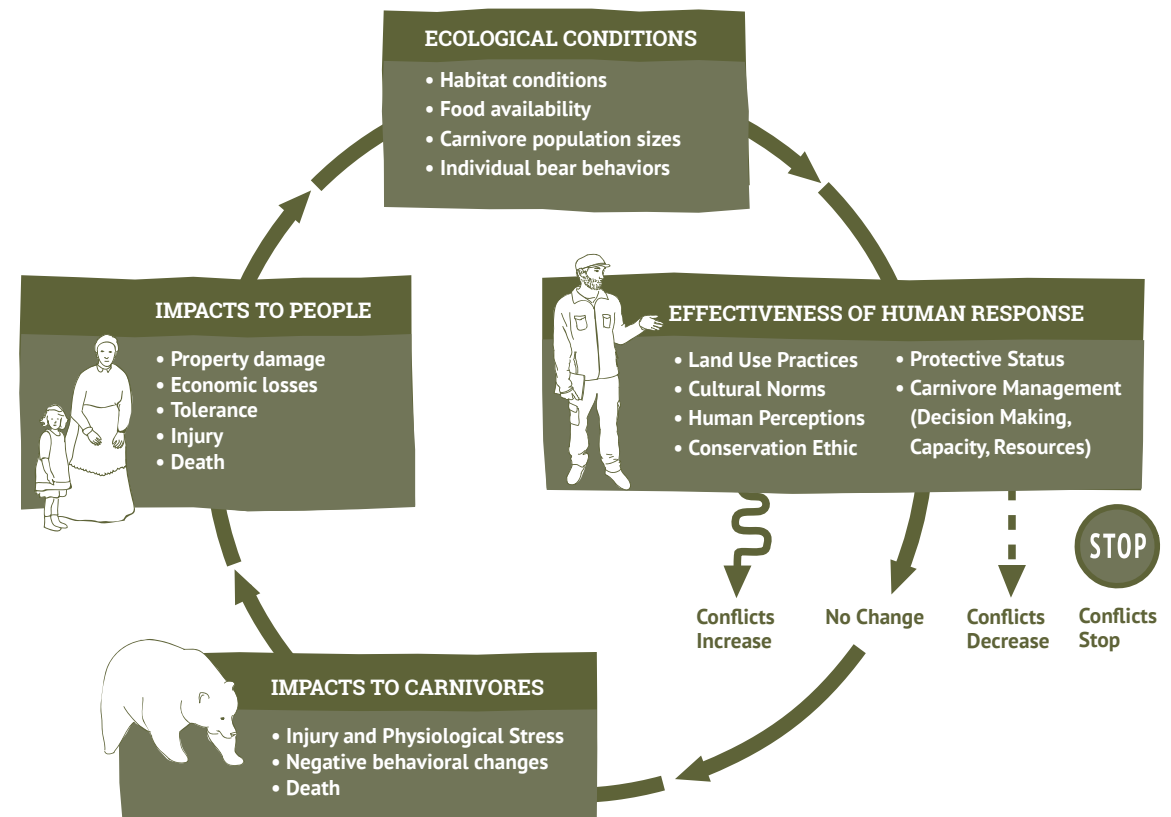 ECOLOGICAL CONDITIONS
• Habitat conditions
• Food availability
• Carnivore population sizes
• Individual bear behaviors
IMPACTS TO PEOPLE
• Property damage
• Economic losses
• Tolerance
• Injury
• Death
EFFECTIVENESS OF HUMAN RESPONSE
• Land Use Practices
• Cultural Norms
• Human Perceptions
• Conservation Ethic
• Protective Status
• Carnivore Management
(Decision Making,
Capacity, Resources)
STOP
Conflicts
Increase
No Change
Conflicts
Decrease
Conflicts
Stop
IMPACTS TO CARNIVORES
• Injury and Physiological Stress
• Negative behavioral changes
• Death